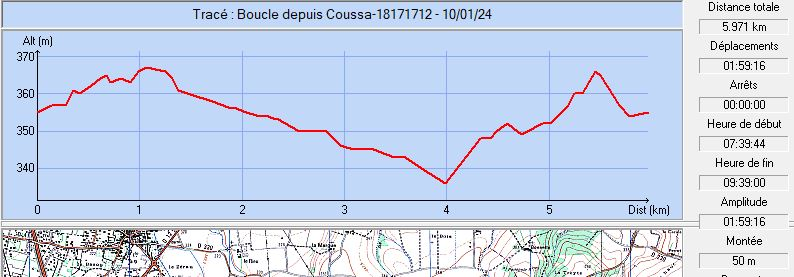 Tracé : Boucle depuis Coussa-18171712 - 10/01/24
Alt (m)
370
360
350
340
0
1
2
3
4
5
Dist (km)
Distance totale
5.971 km
Déplacements
01:59:16
Arrêts
00:00:00
Heure de début
07:39:44
Heure de fin
09:39:00
Amplitude
01:59:16
Montée
50 m
D 320